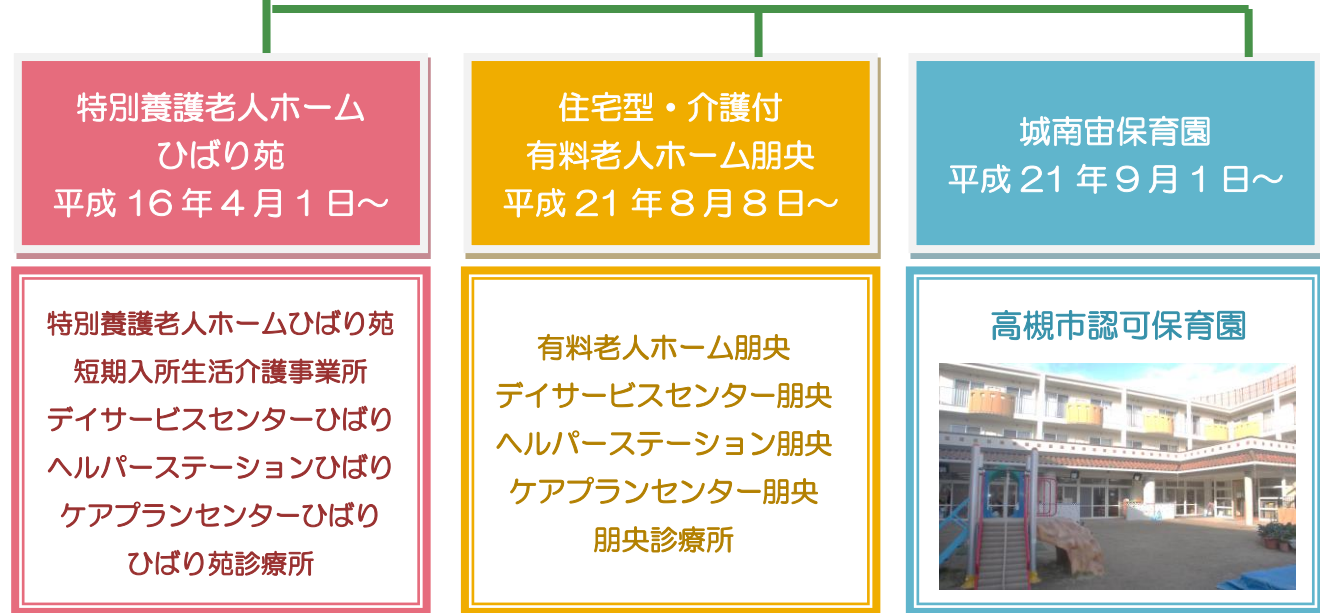 特別養護老人ホーム
ひばり苑
平成16年4月1日～
住宅型・介護付
有料老人ホーム朋央
平成21年8月8日～
城南宙保育園
平成21年9月1日～
特別養護老人ホームひばり苑
短期入所生活介護事業所
デイサービスセンターひばり
ヘルパーステーションひばり
ケアプランセンターひばり
ひばり苑診療所
有料老人ホーム朋央
デイサービスセンター朋央
ヘルパーステーション朋央
ケアプランセンター朋央
朋央診療所
高槻市認可保育園